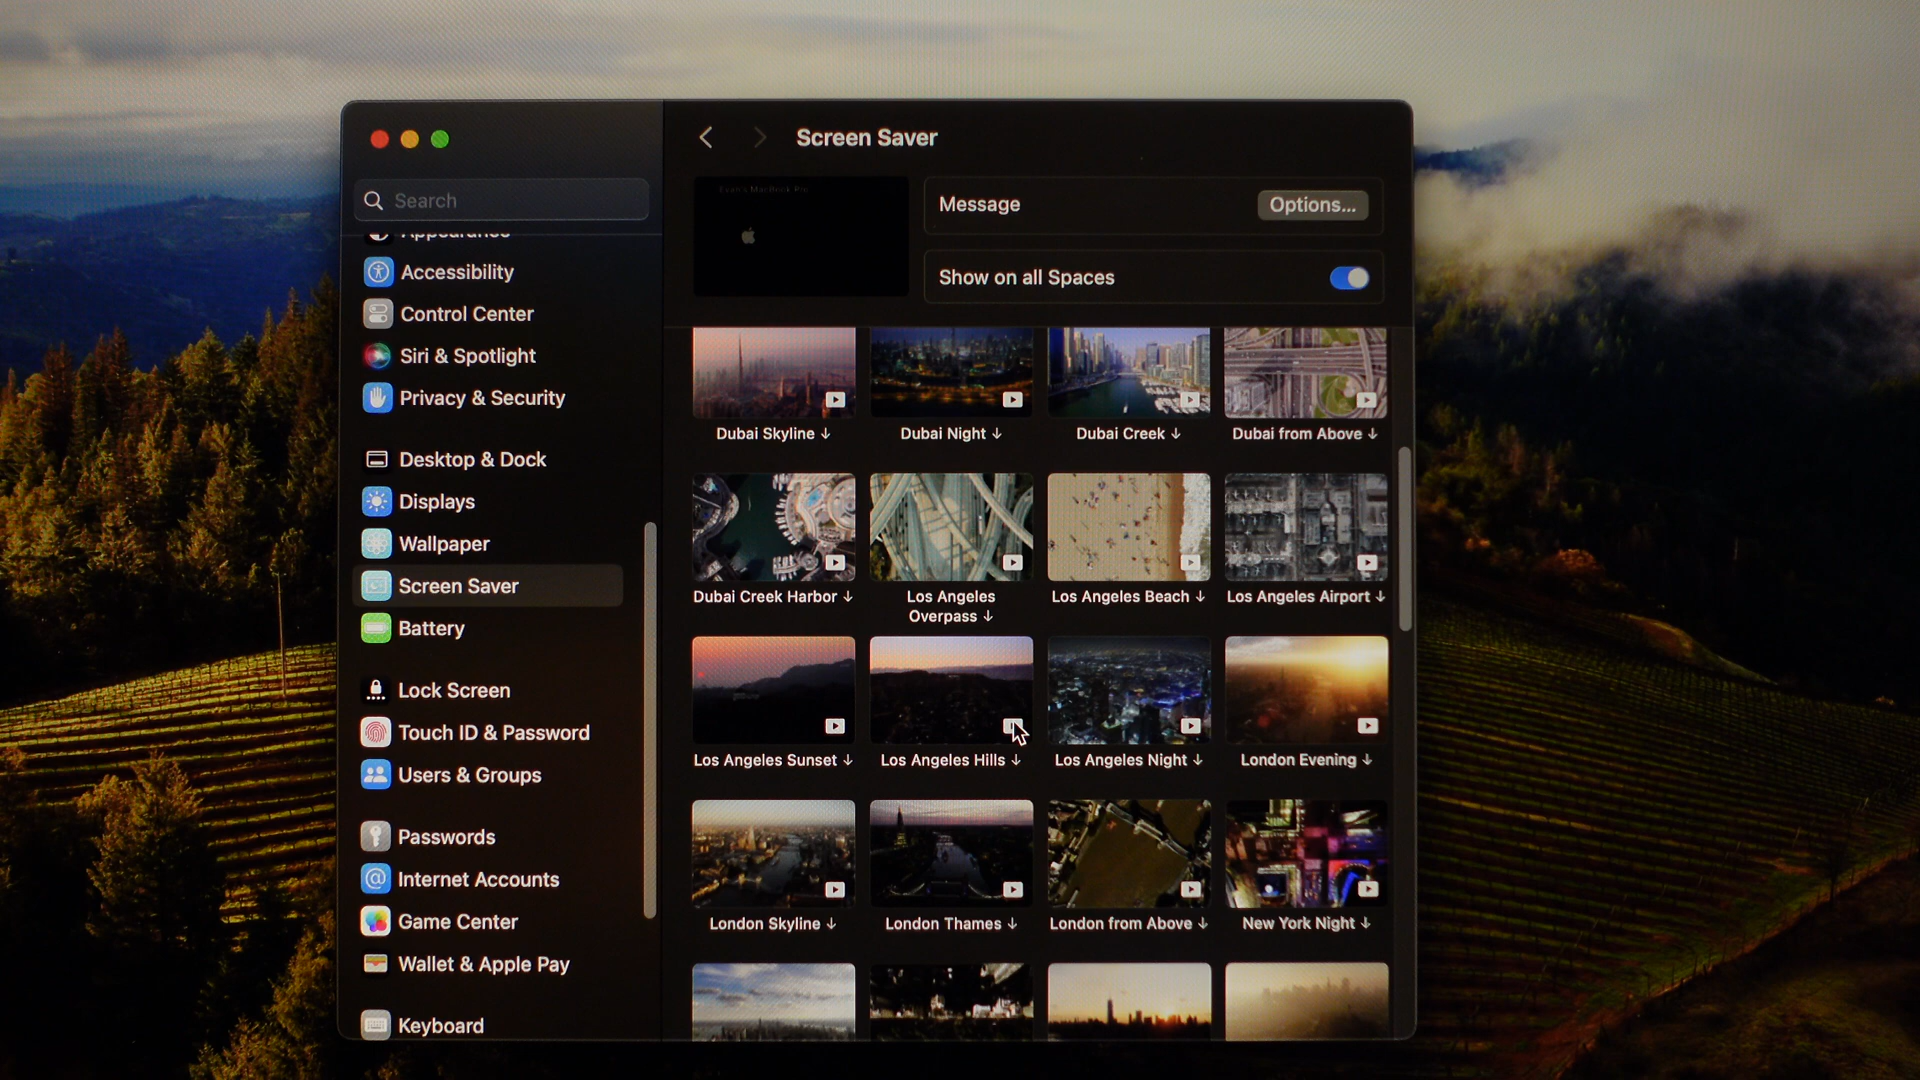 Screen Saver
Search
Evan's MacBook Pro
Message
Options...
Show on all Spaces
Appearance
Accessibility
Control Center
Siri & Spotlight
Privacy & Security
Desktop & Dock
Displays
Wallpaper
Screen Saver
Battery
Lock Screen
Touch ID & Password
Users & Groups
Passwords
Internet Accounts
Game Center
Wallet & Apple Pay
Keyboard
Dubai Skyline ↓
Dubai Night ↓
Dubai Creek ↓
Dubai from Above ↓
Dubai Creek Harbor ↓
Los Angeles
Overpass ↓
Los Angeles Beach ↓
Los Angeles Airport ↓
Los Angeles Sunset ↓
Los Angeles Hills ↓
Los Angeles Night ↓
London Evening ↓
London Skyline ↓
London Thames ↓
London from Above ↓
New York Night ↓